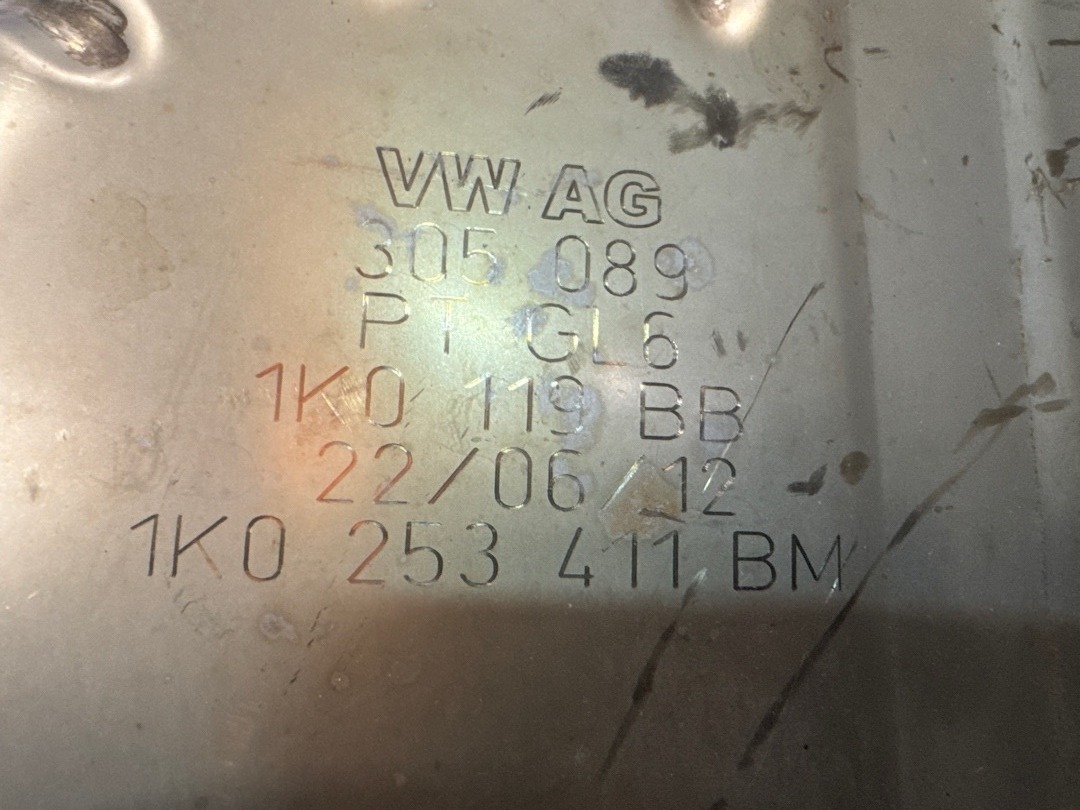 VW AG
305 089
PT GL6
1K0 119 BB
22/06/12
1K0 253 411 BM